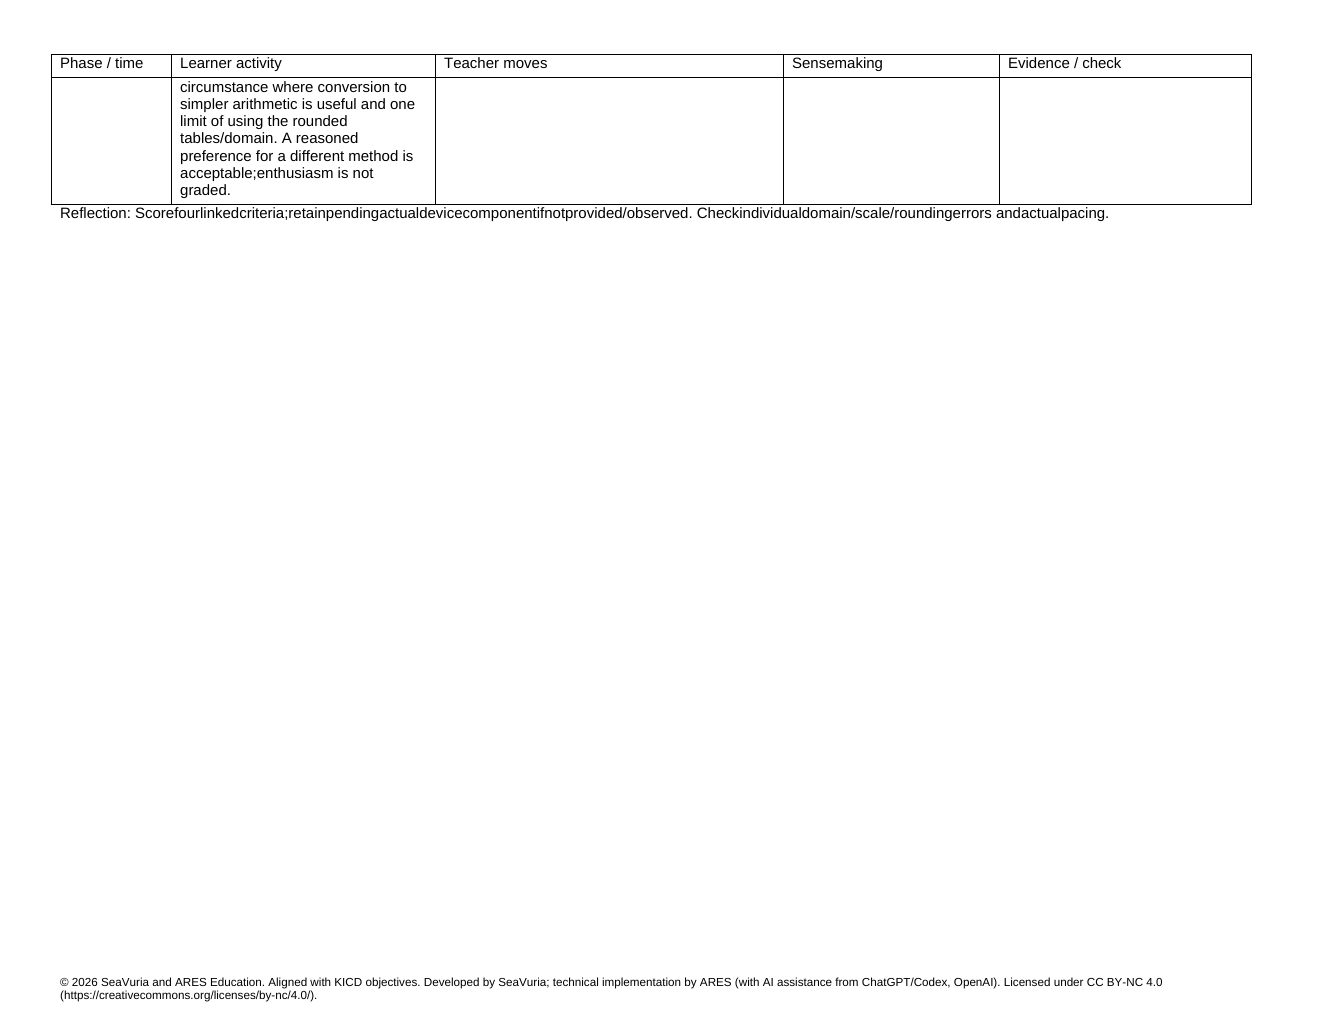 Phase / time Learner activity Teacher moves Sensemaking Evidence / check
circumstance where conversion to
simpler arithmetic is useful and one
limit of using the rounded
tables/domain. A reasoned
preference for a different method is
acceptable;enthusiasm is not
graded.
Reflection: Scorefourlinkedcriteria;retainpendingactualdevicecomponentifnotprovided/observed. Checkindividualdomain/scale/roundingerrors andactualpacing.
© 2026 SeaVuria and ARES Education. Aligned with KICD objectives. Developed by SeaVuria; technical implementation by ARES (with AI assistance from ChatGPT/Codex, OpenAI). Licensed under CC BY-NC 4.0
(https://creativecommons.org/licenses/by-nc/4.0/).